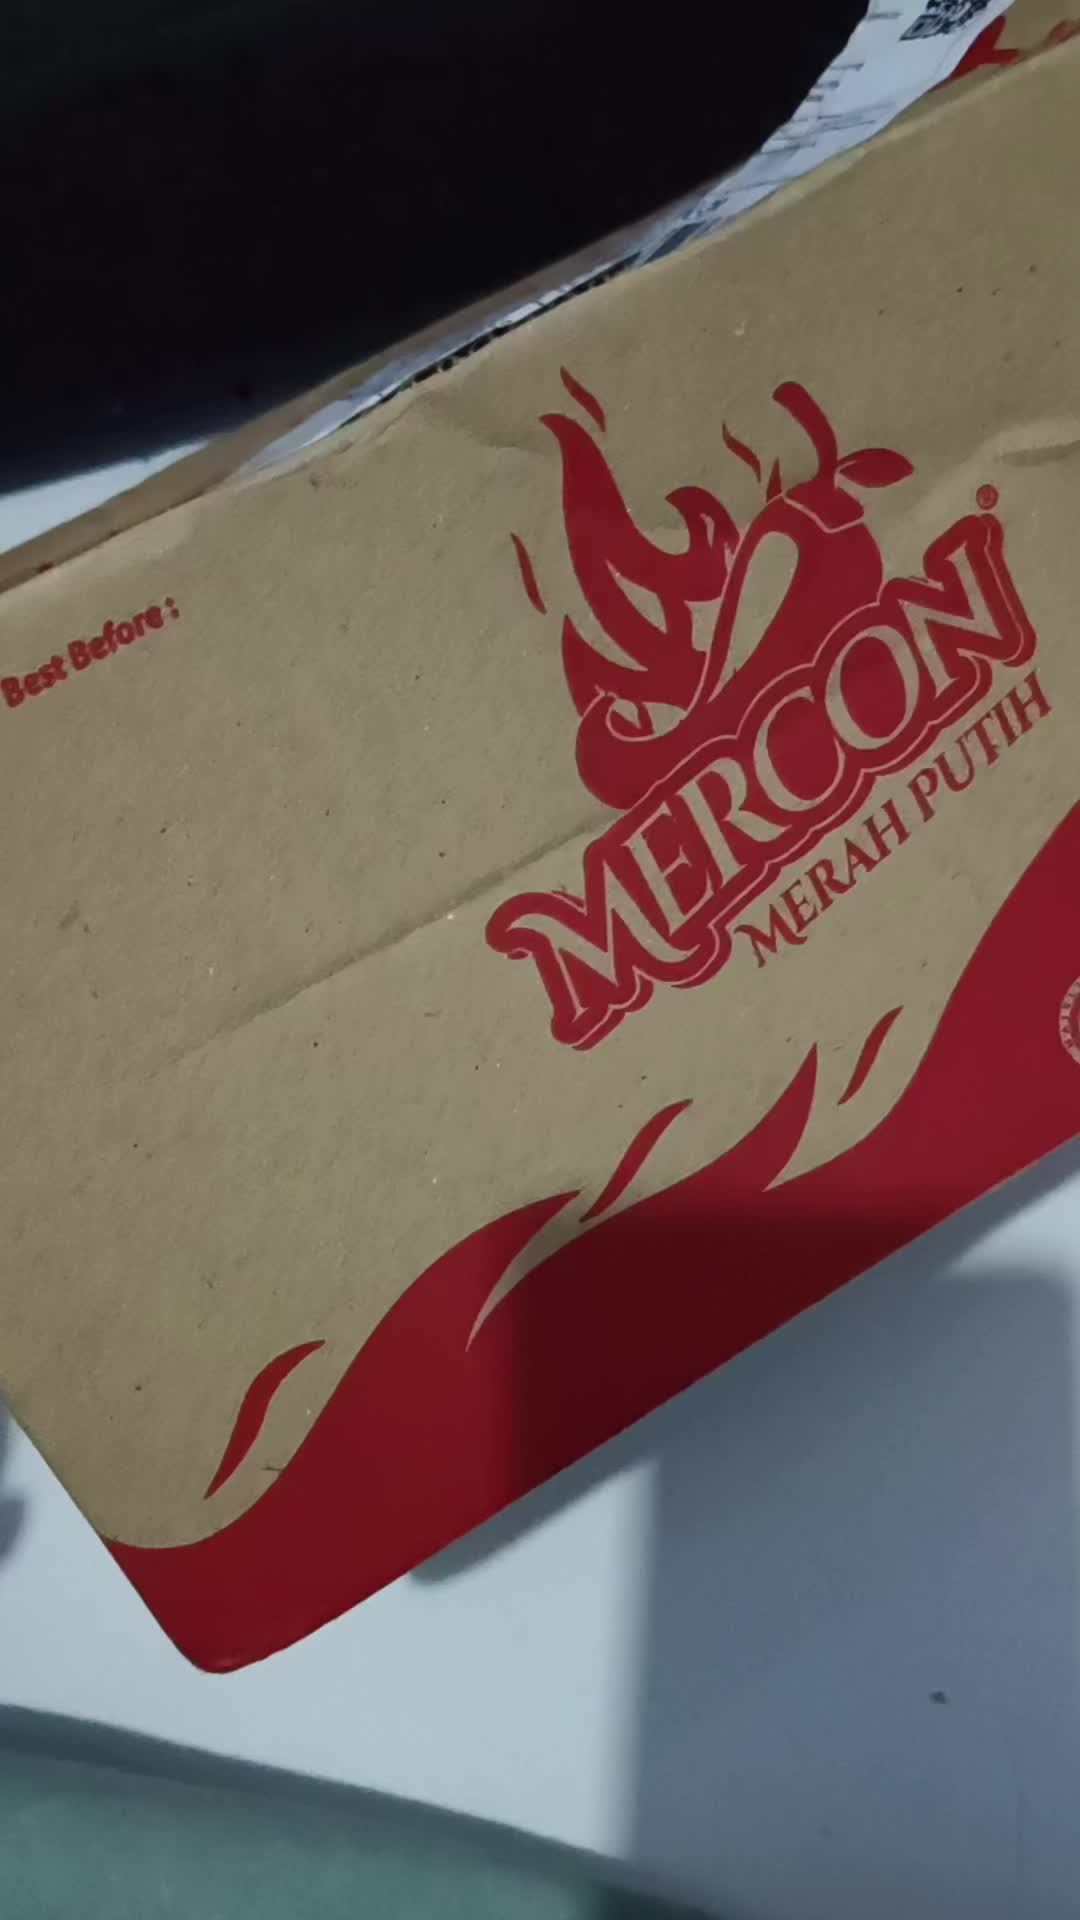 Best Before :
MERCON®
MERAH PUTIH